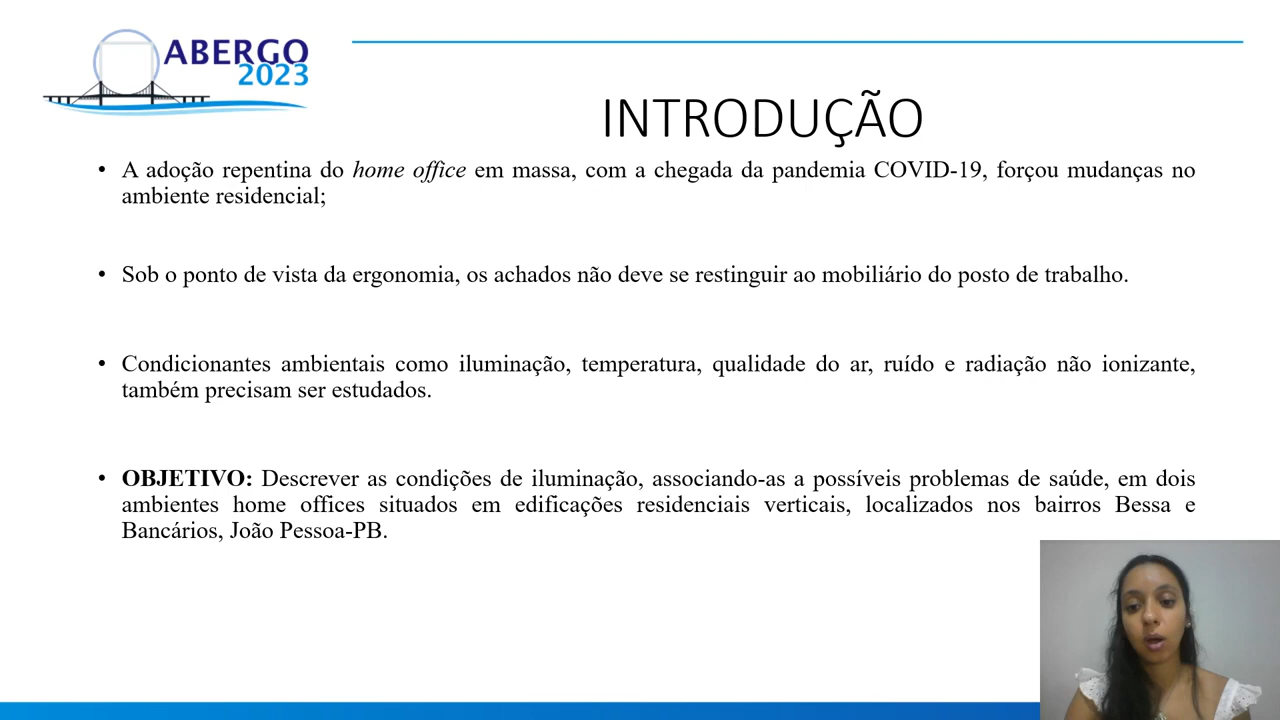 ABERGO
2023
INTRODUÇÃO
• A adoção repentina do home office em massa, com a chegada da pandemia COVID-19, forçou mudanças no
ambiente residencial;
• Sob o ponto de vista da ergonomia, os achados não deve se restinguir ao mobiliário do posto de trabalho.
• Condicionantes ambientais como iluminação, temperatura, qualidade do ar, ruído e radiação não ionizante,
também precisam ser estudados.
• OBJETIVO: Descrever as condições de iluminação, associando-as a possíveis problemas de saúde, em dois
ambientes home offices situados em edificações residenciais verticais, localizados nos bairros Bessa e
Bancários, João Pessoa-PB.